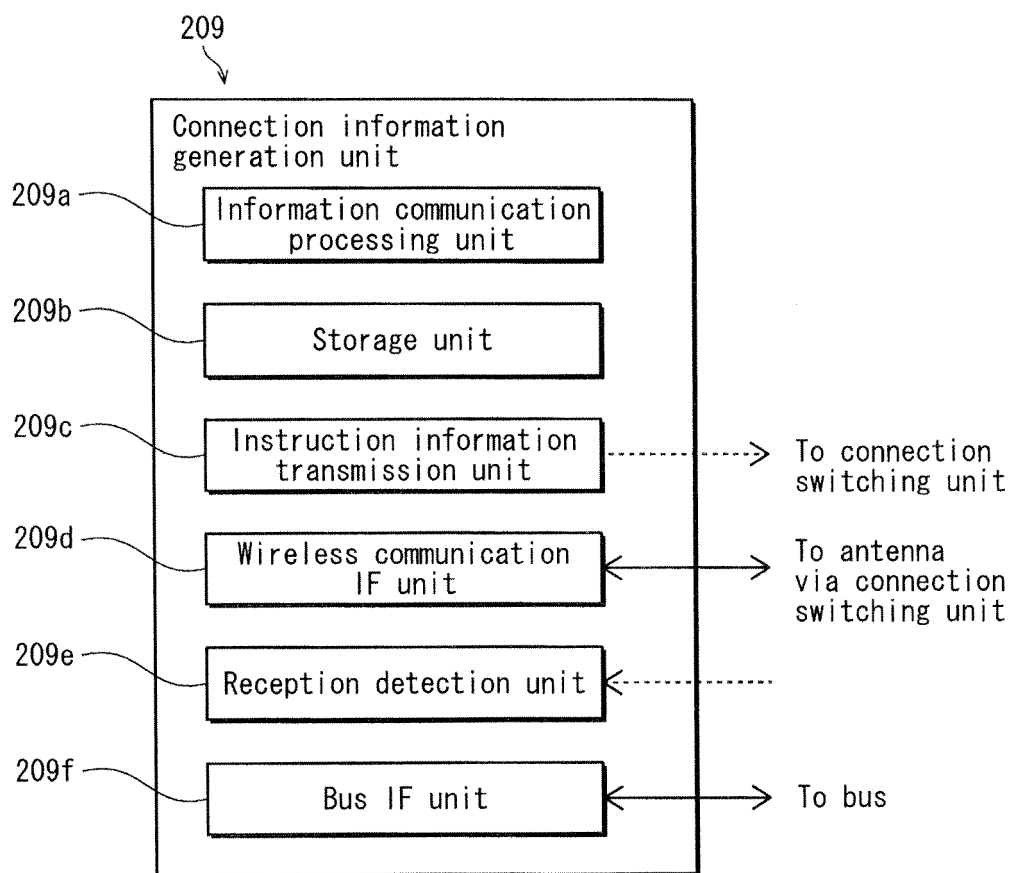 209
Connection information
generation unit
209a
Information communication
processing unit
209b
Storage unit
209c
Instruction information
transmission unit
To connection
switching unit
209d
Wireless communication
IF unit
To antenna
via connection
switching unit
209e
Reception detection unit
209f
Bus IF unit
To bus